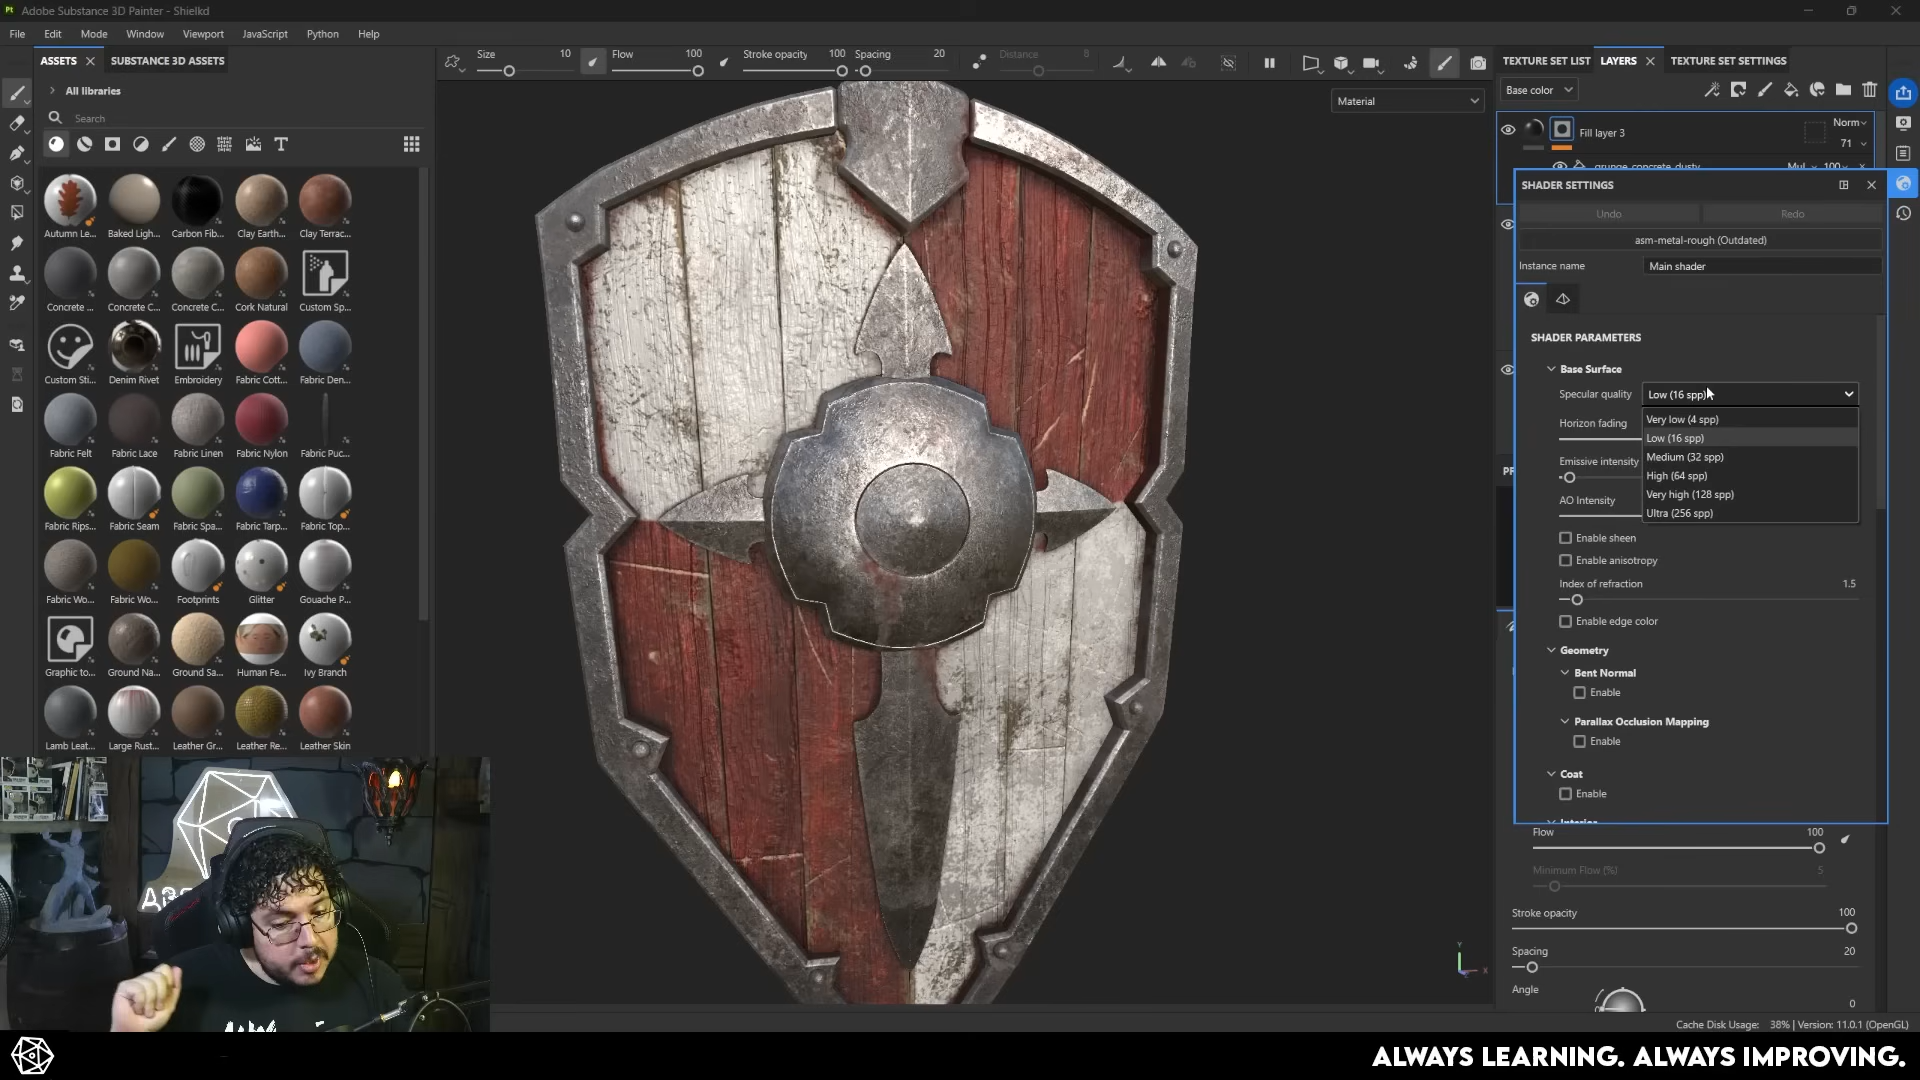 Adobe Substance 3D Painter - Shielkd
File Edit Mode Window Viewport JavaScript Python Help
ASSETS SUBSTANCE 3D ASSETS
Size 10 Flow 100 Stroke opacity 100 Spacing 20 Distance 8
TEXTURE SET LIST LAYERS TEXTURE SET SETTINGS
All libraries
Search
Material
Base color
Fill layer 3 Norm
71
grunge_concrete_dusty Mul 100
Autumn Le... Baked Ligh... Carbon Fib... Clay Earth... Clay Terrac...
Concrete ... Concrete C... Concrete C... Cork Natural Custom Sp...
Custom Sti... Denim Rivet Embroidery Fabric Cott... Fabric Den...
Fabric Felt Fabric Lace Fabric Linen Fabric Nylon Fabric Puc...
Fabric Rips... Fabric Seam Fabric Spa... Fabric Tarp... Fabric Top...
Fabric Wo... Fabric Wo... Footprints Glitter Gouache P...
Graphic to... Ground Na... Ground Sa... Human Fe... Ivy Branch
Lamb Leat... Large Rust... Leather Gr... Leather Re... Leather Skin
SHADER SETTINGS
Undo Redo
asm-metal-rough (Outdated)
Instance name Main shader
SHADER PARAMETERS
Base Surface
Specular quality Low (16 spp)
Very low (4 spp)
Horizon fading
Low (16 spp)
Medium (32 spp)
Emissive intensity
High (64 spp)
Very high (128 spp)
AO Intensity
Ultra (256 spp)
Enable sheen
Enable anisotropy
Index of refraction 1.5
Enable edge color
Geometry
Bent Normal
Enable
Parallax Occlusion Mapping
Enable
Coat
Enable
Flow 100
Minimum Flow (%) 5
Stroke opacity 100
Spacing 20
Angle
0
Y
X
Cache Disk Usage: 38% | Version: 11.0.1 (OpenGL)
ALWAYS LEARNING. ALWAYS IMPROVING.